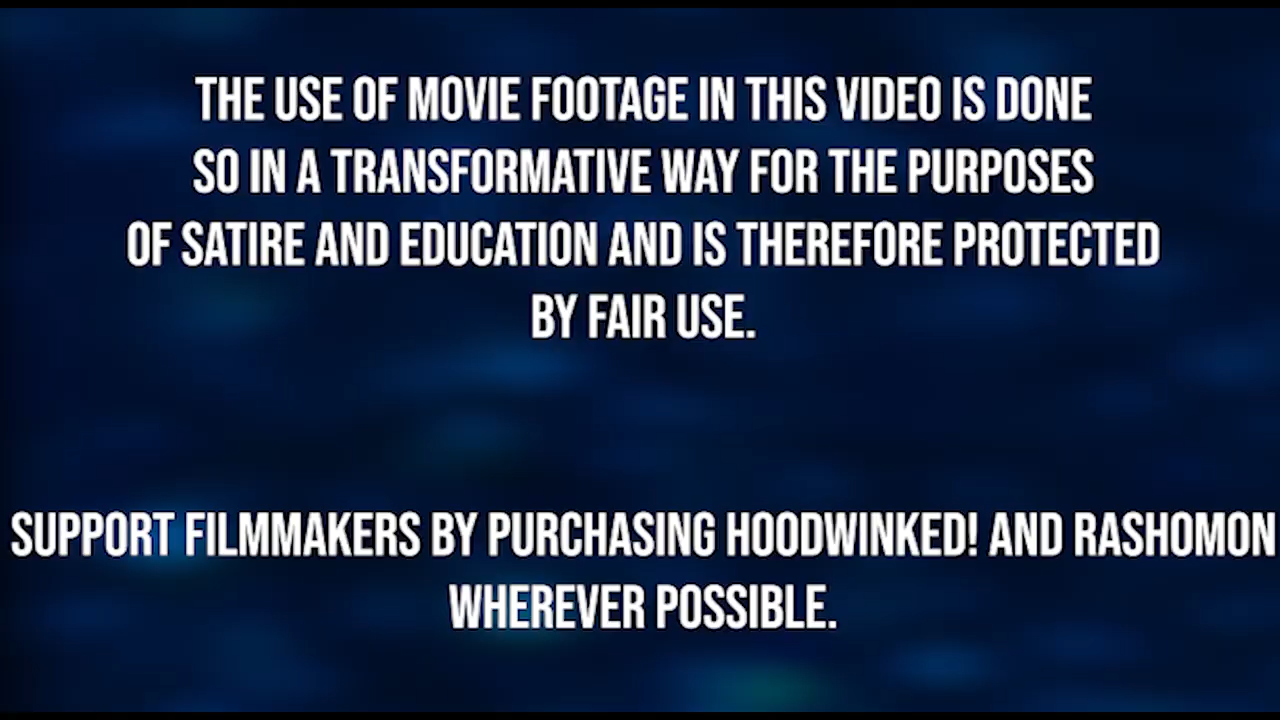 THE USE OF MOVIE FOOTAGE IN THIS VIDEO IS DONE
SO IN A TRANSFORMATIVE WAY FOR THE PURPOSES
OF SATIRE AND EDUCATION AND IS THEREFORE PROTECTED
BY FAIR USE.
SUPPORT FILMMAKERS BY PURCHASING HOODWINKED! AND RASHOMON
WHEREVER POSSIBLE.